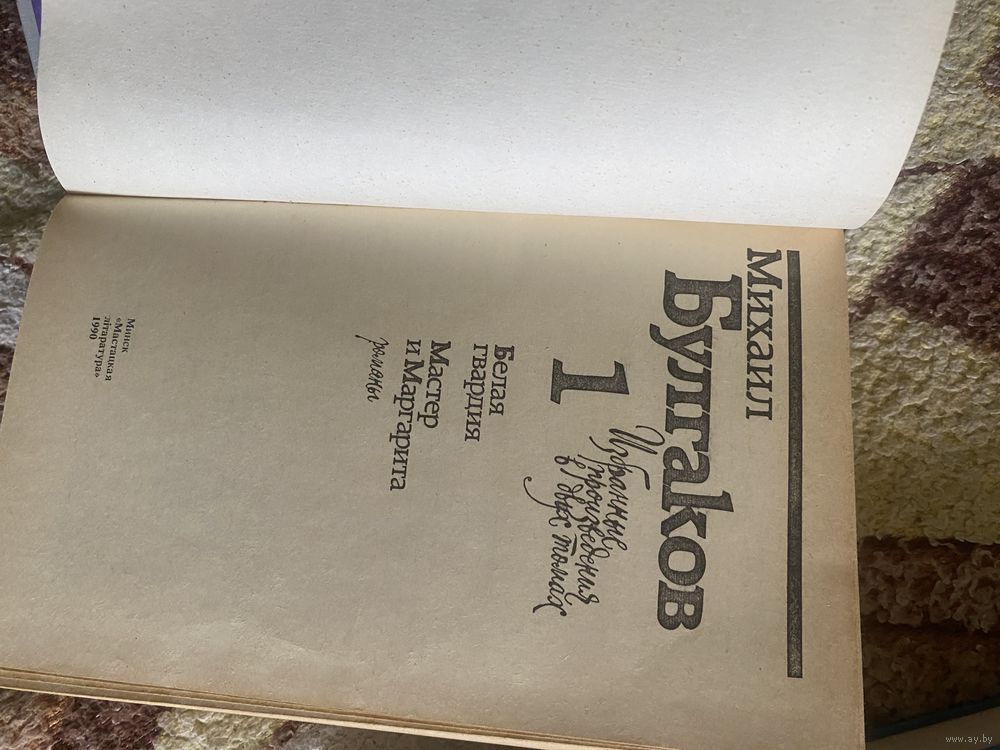 Михаил
Булгаков
1
Избранные
произведения
в двух томах
Белая
гвардия
Мастер
и Маргарита
романы
Минск
«Мастацкая
літаратура»
1990
www.ay.by